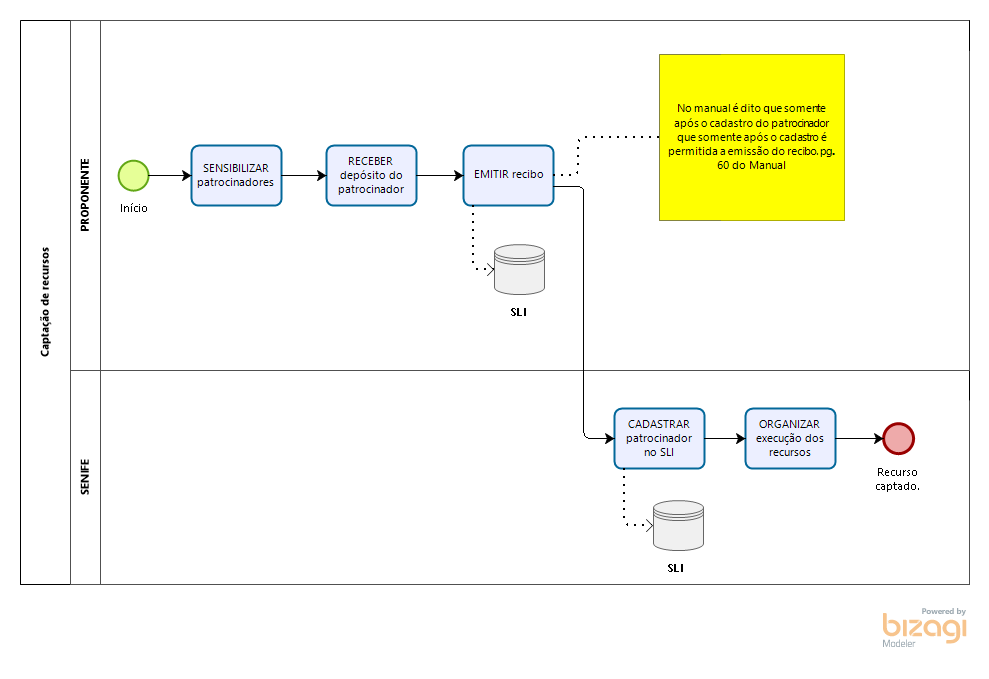 Captação de recursos
PROPONENTE
Início
SENSIBILIZAR
patrocinadores
RECEBER
depósito do
patrocinador
EMITIR recibo
SLI
No manual é dito que somente
após o cadastro do patrocinador
que somente após o cadastro é
permitida a emissão do recibo.pg.
60 do Manual
SENIFE
CADASTRAR
patrocinador
no SLI
SLI
ORGANIZAR
execução dos
recursos
Recurso
captado.
Powered by
bizagi
Modeler